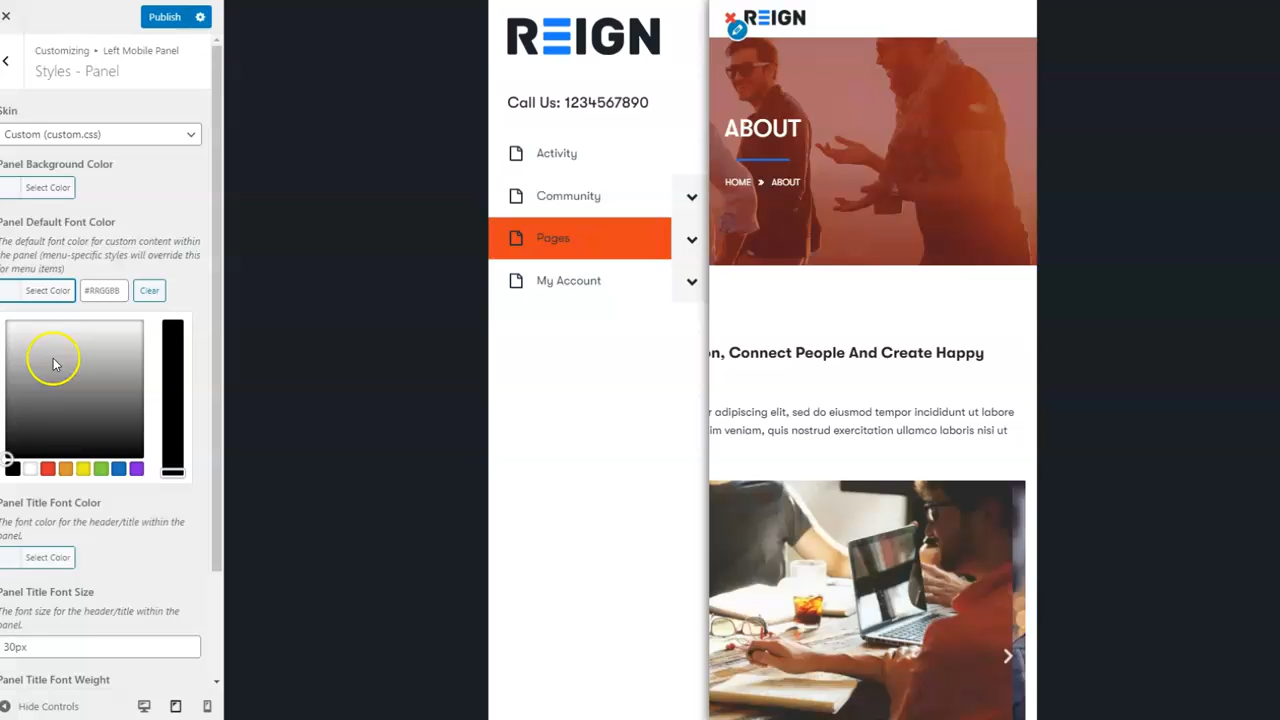 Publish
Customizing • Left Mobile Panel
Styles - Panel
Skin
Custom (custom.css)
Panel Background Color
Select Color
Panel Default Font Color
The default font color for custom content within
the panel (menu-specific styles will override this
for menu items)
Select Color
#RRGGBB
Clear
Panel Title Font Color
The font color for the header/title within the
panel.
Select Color
Panel Title Font Size
The font size for the header/title within the
panel.
30px
Panel Title Font Weight
Hide Controls
REIGN
Call Us: 1234567890
Activity
Community
Pages
My Account
REIGN
ABOUT
HOME » ABOUT
on, Connect People And Create Happy
r adipiscing elit, sed do eiusmod tempor incididunt ut labore
im veniam, quis nostrud exercitation ullamco laboris nisi ut